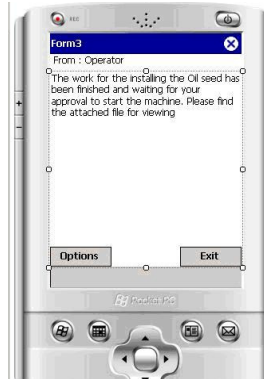 REC
Form3
From : Operator
The work for the installing the Oil seed has
been finished and waiting for your
approval to start the machine. Please find
the attached file for viewing
Options
Exit
Pocket PC